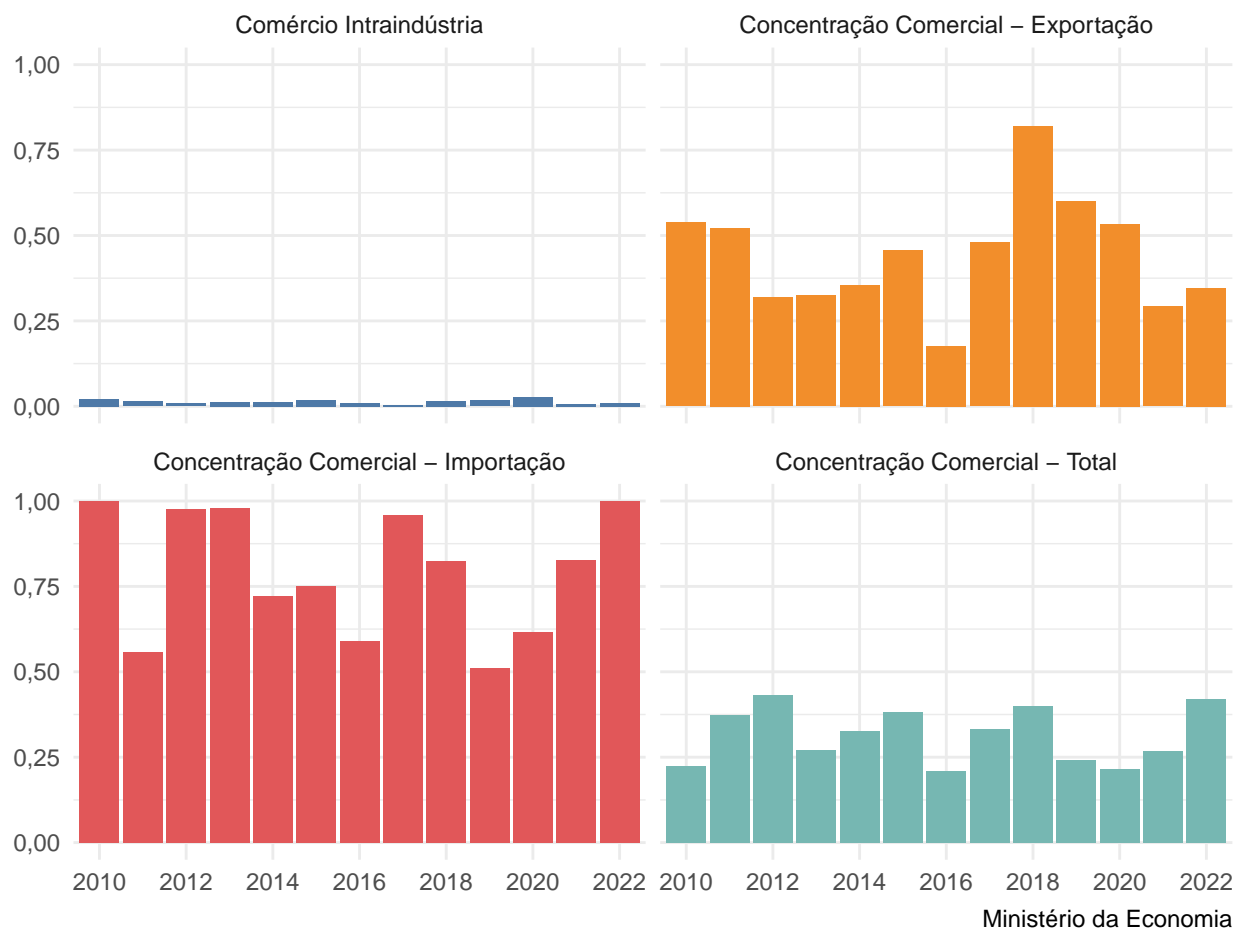 Comércio Intraindústria
Concentração Comercial – Exportação
1,00
0,75
0,50
0,25
0,00
Concentração Comercial – Importação
Concentração Comercial – Total
1,00
0,75
0,50
0,25
0,00
2010 2012 2014 2016 2018 2020 2022
2010 2012 2014 2016 2018 2020 2022
Ministério da Economia